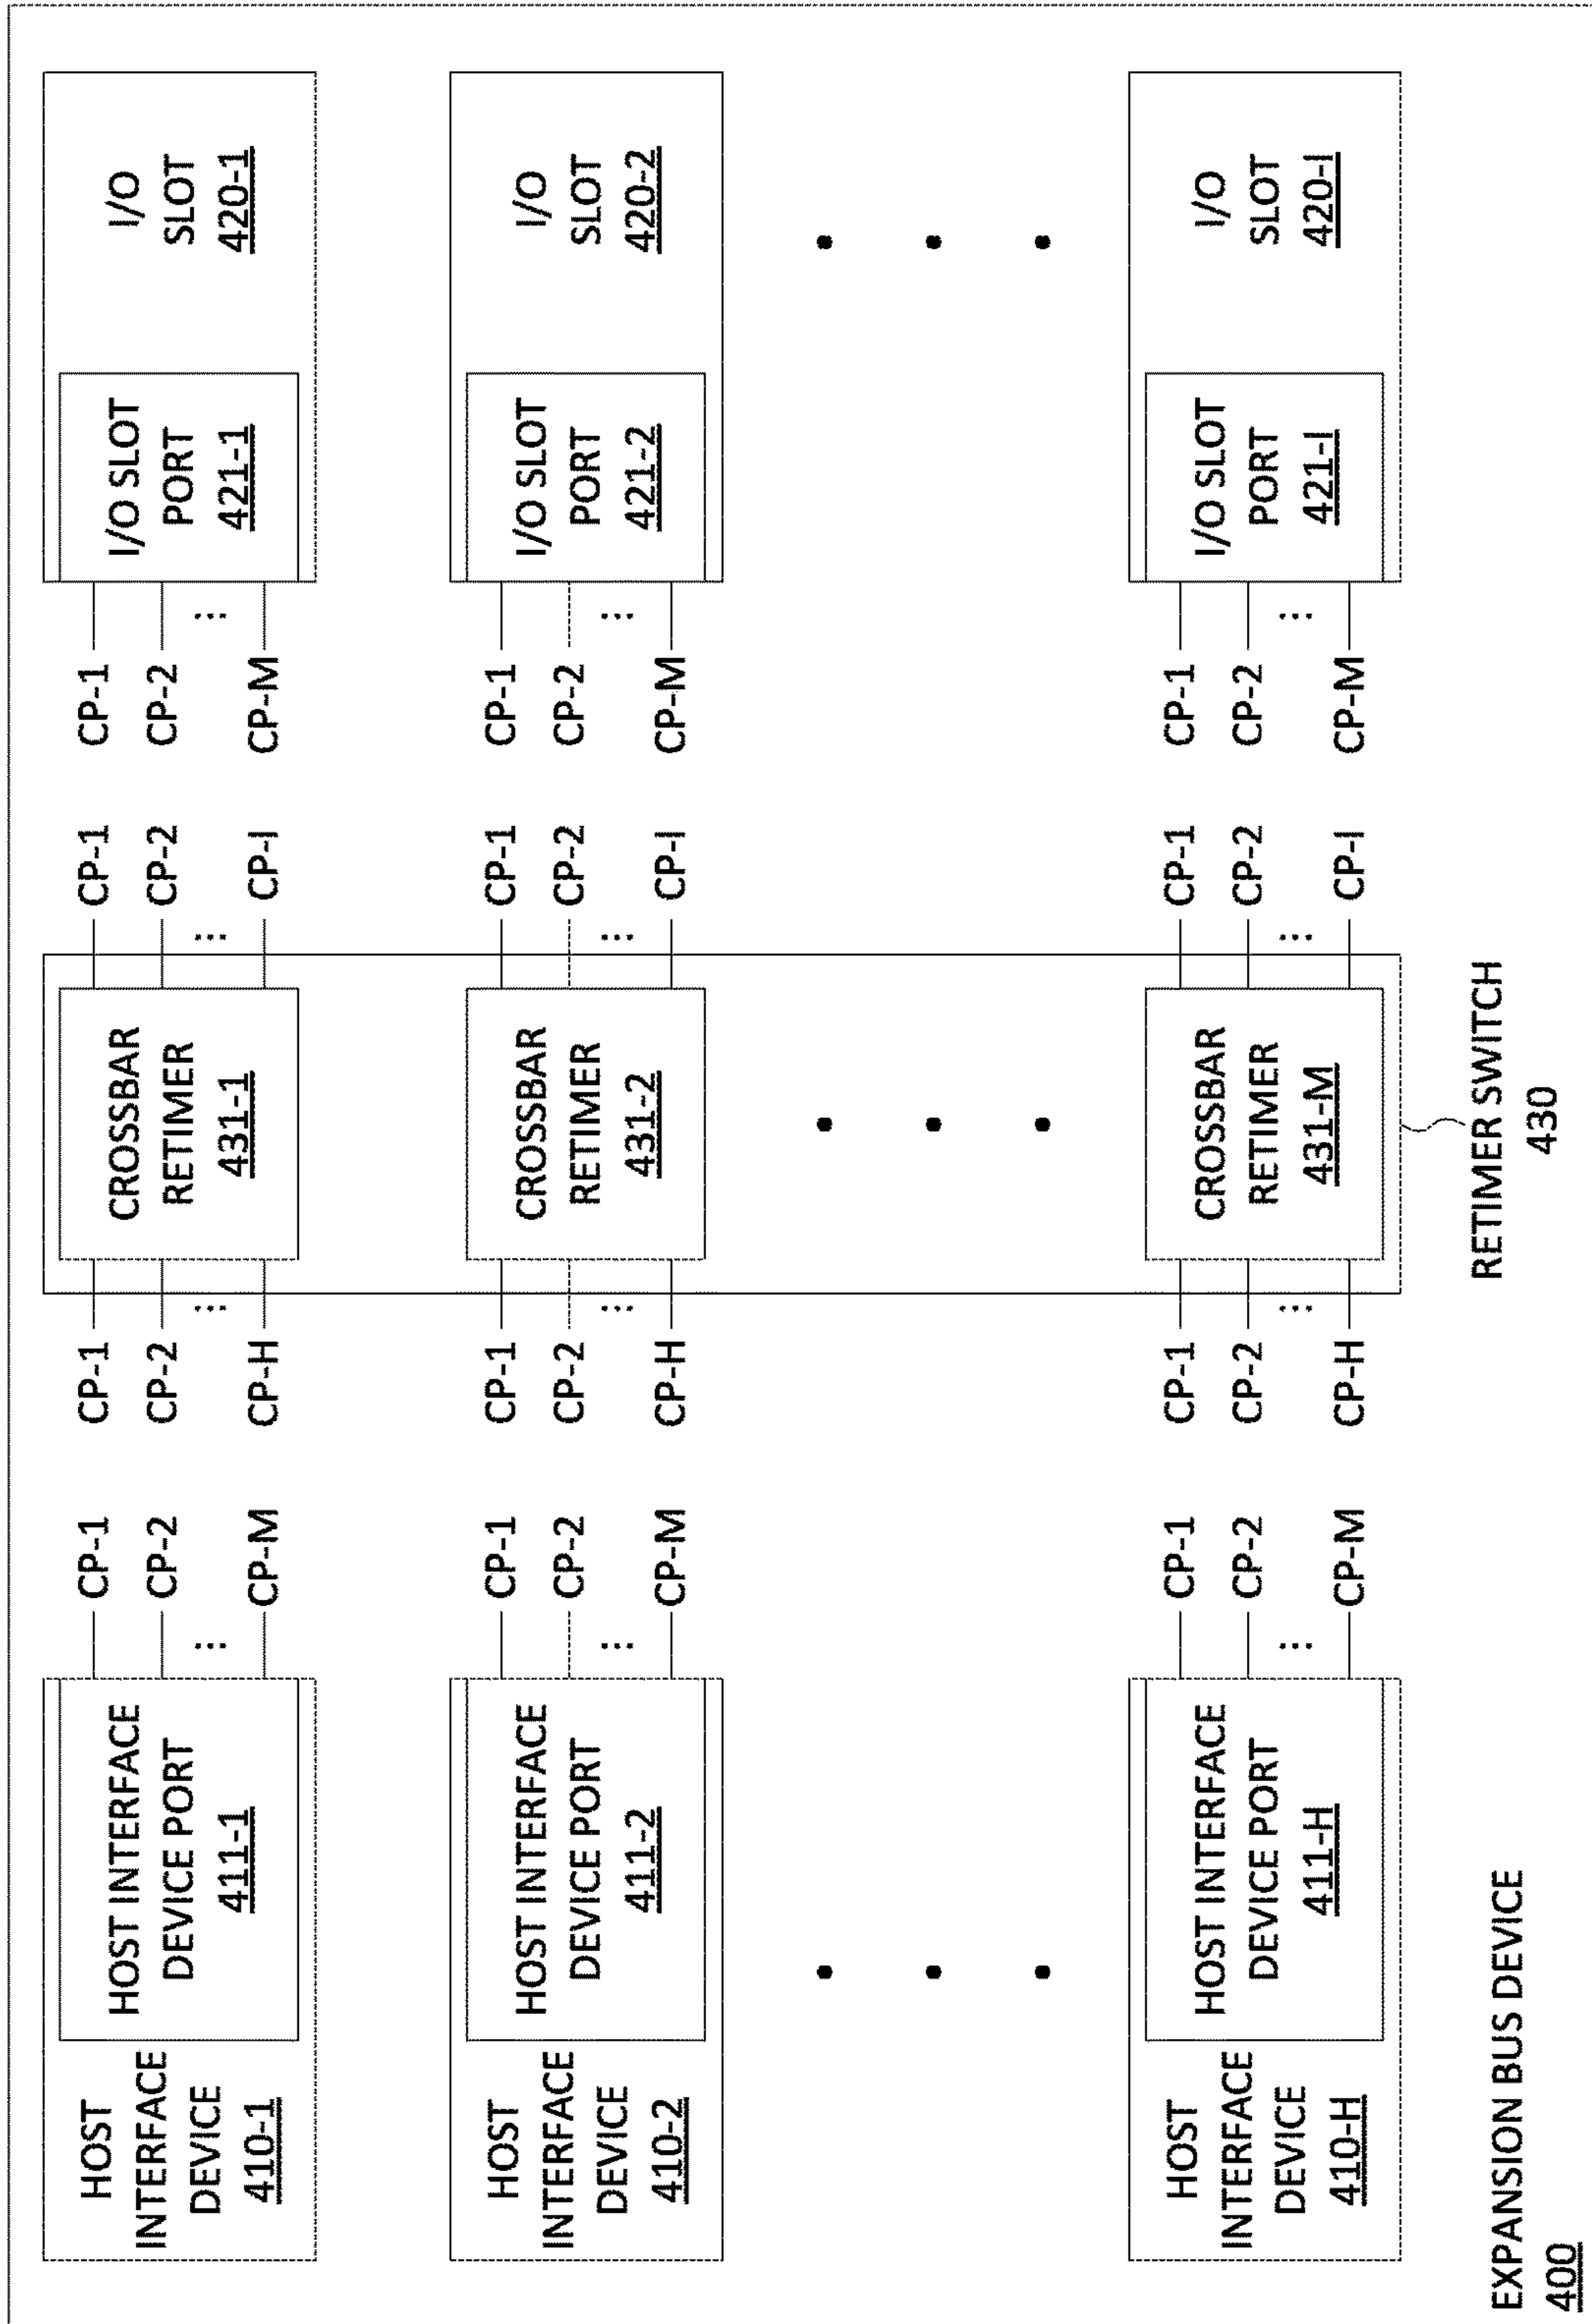 HOST
INTERFACE
DEVICE
410-1
HOST INTERFACE
DEVICE PORT
411-1
CP-1
CP-2
CP-M
CP-1
CP-2
CP-H
CROSSBAR
RETIMER
431-1
CP-1
CP-2
CP-I
CP-1
CP-2
CP-M
I/O SLOT
PORT
421-1
I/O
SLOT
420-1
HOST
INTERFACE
DEVICE
410-2
HOST INTERFACE
DEVICE PORT
411-2
CP-1
CP-2
CP-M
CP-1
CP-2
CP-H
CROSSBAR
RETIMER
431-2
CP-1
CP-2
CP-I
CP-1
CP-2
CP-M
I/O SLOT
PORT
421-2
I/O
SLOT
420-2
HOST
INTERFACE
DEVICE
410-H
HOST INTERFACE
DEVICE PORT
411-H
CP-1
CP-2
CP-M
CP-1
CP-2
CP-H
CROSSBAR
RETIMER
431-M
CP-1
CP-2
CP-I
CP-1
CP-2
CP-M
I/O SLOT
PORT
421-I
I/O
SLOT
420-I
EXPANSION BUS DEVICE
400
RETIMER SWITCH
430